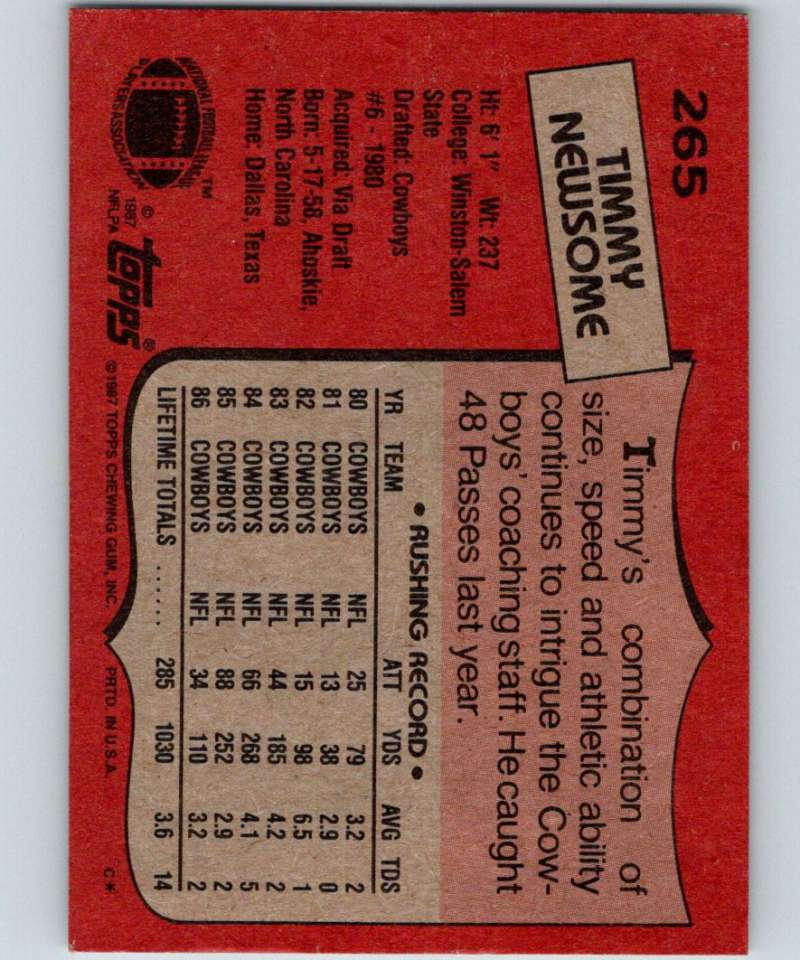 265
TIMMY
NEWSOME
Ht: 6' 1" Wt: 237
College: Winston-Salem
State
Drafted: Cowboys
#6 - 1980
Acquired: Via Draft
Born: 5-17-58, Ahoskie,
North Carolina
Home: Dallas, Texas
NATIONAL FOOTBALL LEAGUE
PLAYERS ASSOCIATION
TM
© 1987
NFLPA
topps®
Timmy's combination of
size, speed and athletic ability
continues to intrigue the Cow-
boys' coaching staff. He caught
48 Passes last year.
• RUSHING RECORD •
YR TEAM ATT YDS AVG TDS
80 COWBOYS NFL 25 79 3.2 2
81 COWBOYS NFL 13 38 2.9 0
82 COWBOYS NFL 15 98 6.5 1
83 COWBOYS NFL 44 185 4.2 2
84 COWBOYS NFL 66 268 4.1 5
85 COWBOYS NFL 88 252 2.9 2
86 COWBOYS NFL 34 110 3.2 2
LIFETIME TOTALS ...... 285 1030 3.6 14
©1987 TOPPS CHEWING GUM, INC. PRTD. IN U.S.A. C*